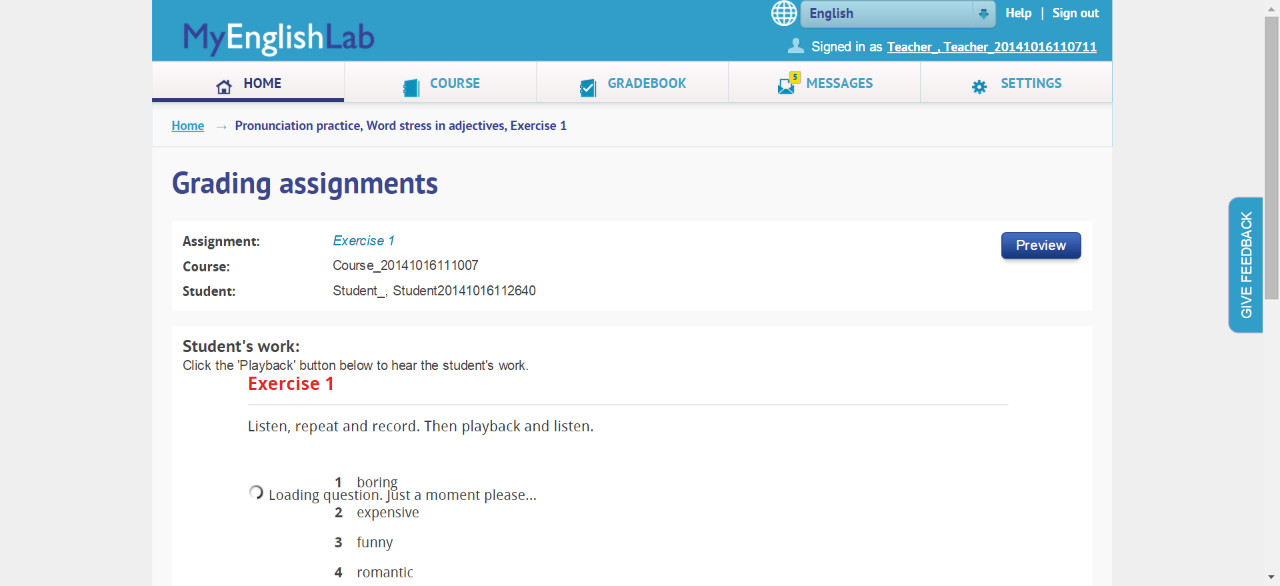 MyEnglishLab
English
Help | Sign out
Signed in as Teacher_, Teacher_20141016110711
HOME
COURSE
GRADEBOOK
5
MESSAGES
SETTINGS
Home → Pronunciation practice, Word stress in adjectives, Exercise 1
Grading assignments
Assignment: Exercise 1
Preview
Course: Course_20141016111007
Student: Student_, Student20141016112640
GIVE FEEDBACK
Student's work:
Click the 'Playback' button below to hear the student's work.
Exercise 1
Listen, repeat and record. Then playback and listen.
1 boring
Loading question. Just a moment please...
2 expensive
3 funny
4 romantic